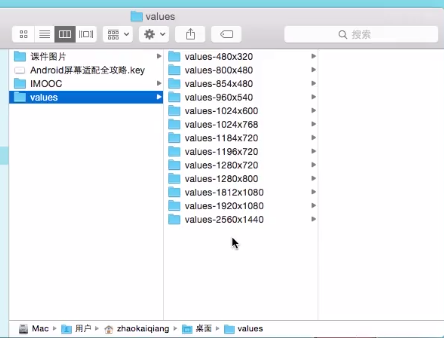 values
搜索
课件图片
Android屏幕适配全攻略.key
IMOOC
values
values-480x320
values-800x480
values-854x480
values-960x540
values-1024x600
values-1024x768
values-1184x720
values-1196x720
values-1280x720
values-1280x800
values-1812x1080
values-1920x1080
values-2560x1440
Mac 用户 zhaokaiqiang 桌面 values